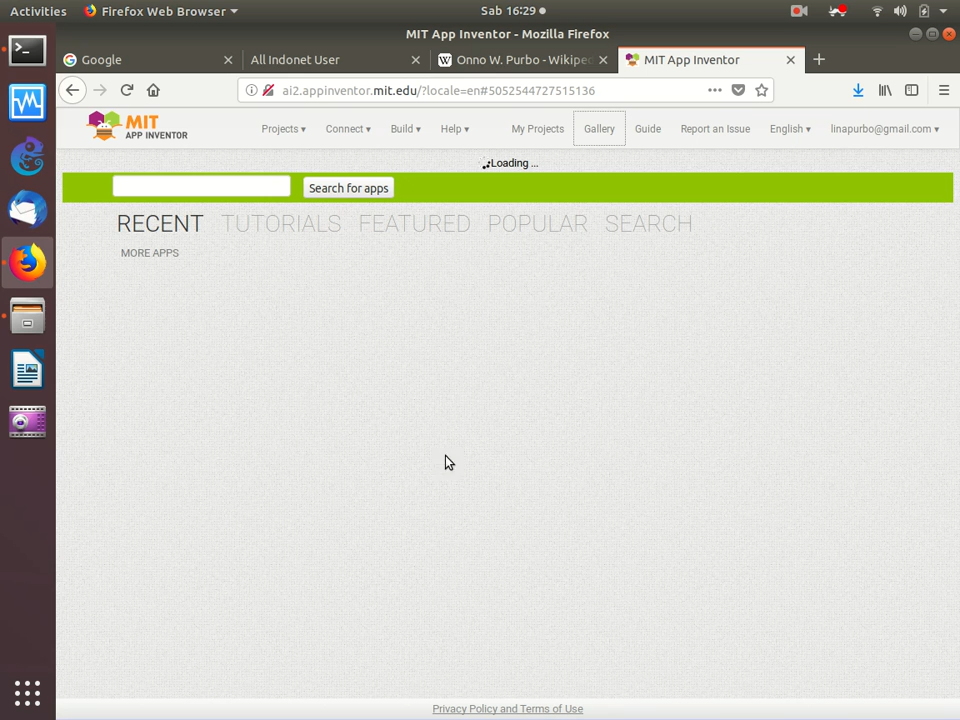 Activities Firefox Web Browser Sab 16:29
MIT App Inventor - Mozilla Firefox
Google All Indonet User Onno W. Purbo - Wikiped MIT App Inventor
ai2.appinventor.mit.edu/?locale=en#5052544727515136
MIT
APP INVENTOR
Projects Connect Build Help My Projects Gallery Guide Report an Issue English linapurbo@gmail.com
Loading ...
Search for apps
RECENT TUTORIALS FEATURED POPULAR SEARCH
MORE APPS
Privacy Policy and Terms of Use